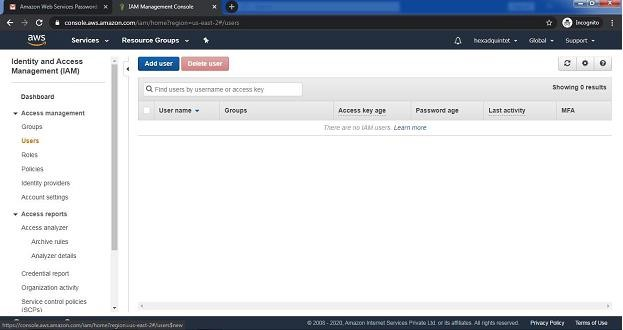 Amazon Web Services Password
IAM Management Console
console.aws.amazon.com/iam/home?region=us-east-2#/users
Incognito
aws
Services
Resource Groups
hexadquintet
Global
Support
Identity and Access
Management (IAM)
Add user
Delete user
Find users by username or access key
Showing 0 results
User name
Groups
Access key age
Password age
Last activity
MFA
There are no IAM users. Learn more
Dashboard
Access management
Groups
Users
Roles
Policies
Identity providers
Account settings
Access reports
Access analyzer
Archive rules
Analyzer details
Credential report
Organization activity
Service control policies
(SCPs)
https://console.aws.amazon.com/iam/home?region=us-east-2#/users$new
© 2008 - 2020, Amazon Internet Services Private Ltd. or its affiliates. All rights reserved.
Privacy Policy
Terms of Use